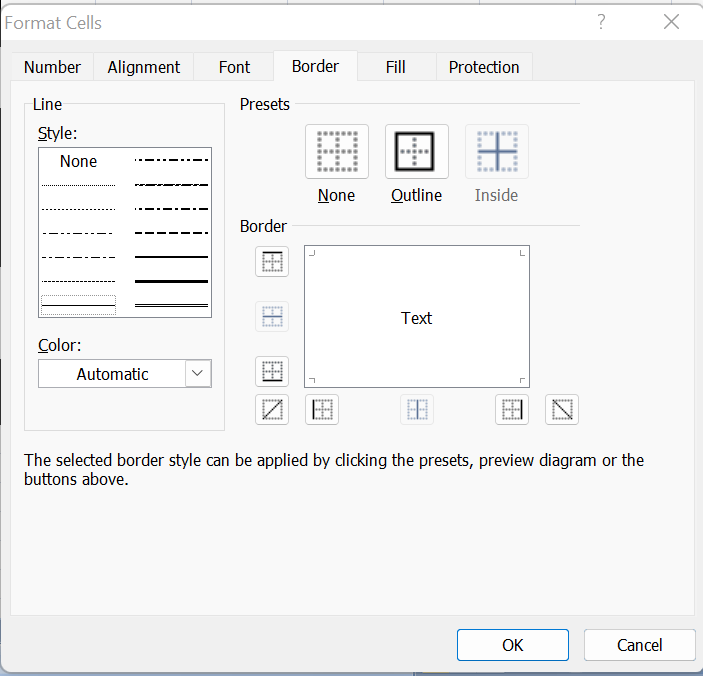 Format Cells
?
Number Alignment Font Border Fill Protection
Line
Style:
None
Color:
Automatic
Presets
None Outline Inside
Border
Text
The selected border style can be applied by clicking the presets, preview diagram or the
buttons above.
OK Cancel